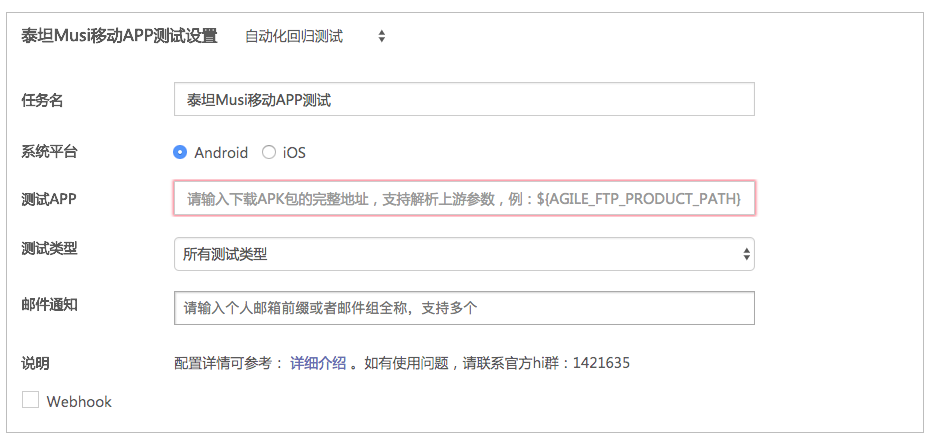 泰坦Musi移动APP测试设置 自动化回归测试
任务名 泰坦Musi移动APP测试
系统平台 Android iOS
测试APP 请输入下载APK包的完整地址，支持解析上游参数，例：${AGILE_FTP_PRODUCT_PATH}
测试类型 所有测试类型
邮件通知 请输入个人邮箱前缀或者邮件组全称，支持多个
说明 配置详情可参考： 详细介绍 。如有使用问题，请联系官方hi群：1421635
Webhook